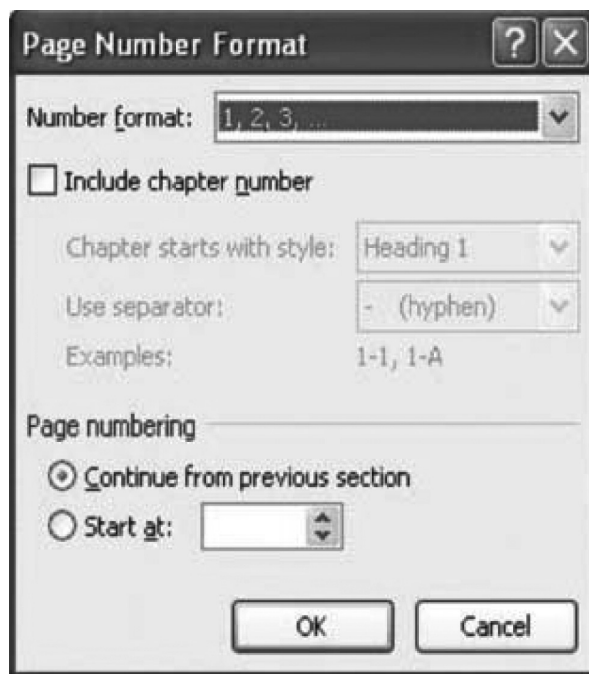 Page Number Format
Number format: 1, 2, 3, ...
Include chapter number
Chapter starts with style: Heading 1
Use separator: - (hyphen)
Examples: 1-1, 1-A
Page numbering
Continue from previous section
Start at:
OK Cancel